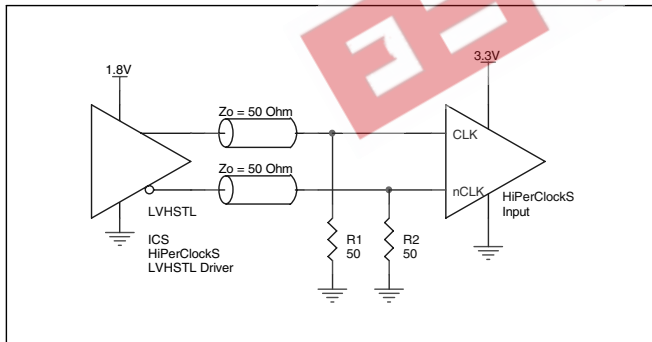 1.8V
3.3V
Zo = 50 Ohm
CLK
Zo = 50 Ohm
nCLK
HiPerClockS
Input
LVHSTL
ICS
HiPerClockS
LVHSTL Driver
R1
50
R2
50